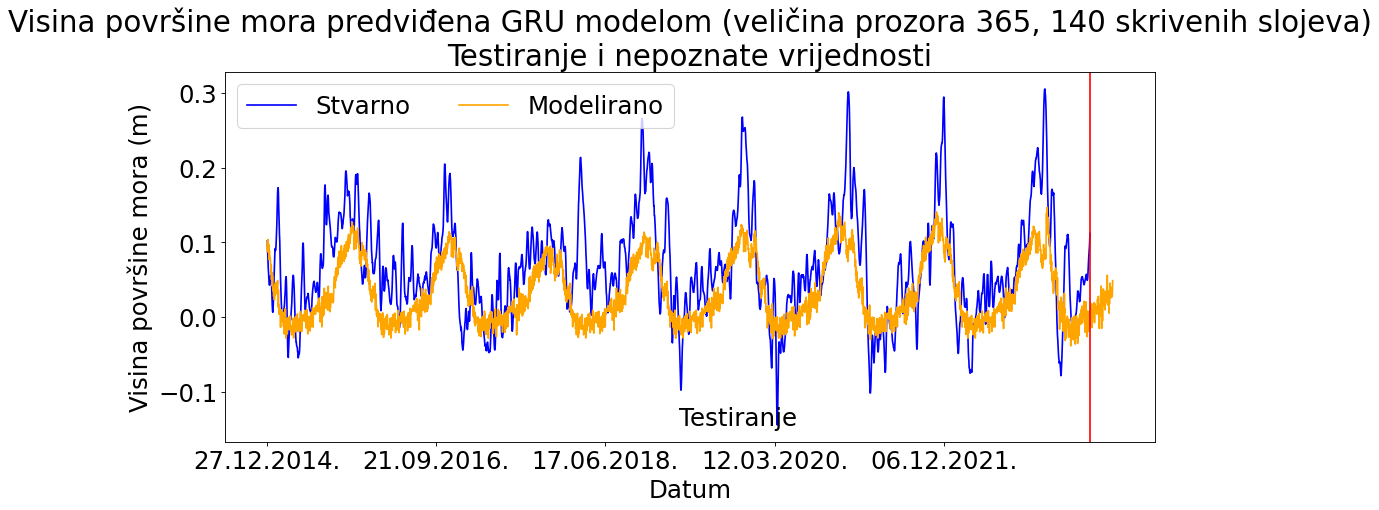 Visina površine mora predviđena GRU modelom (veličina prozora 365, 140 skrivenih slojeva)
Testiranje i nepoznate vrijednosti
Stvarno
Modelirano
Visina površine mora (m)
0.3
0.2
0.1
0.0
−0.1
Testiranje
27.12.2014.
21.09.2016.
17.06.2018.
12.03.2020.
06.12.2021.
Datum